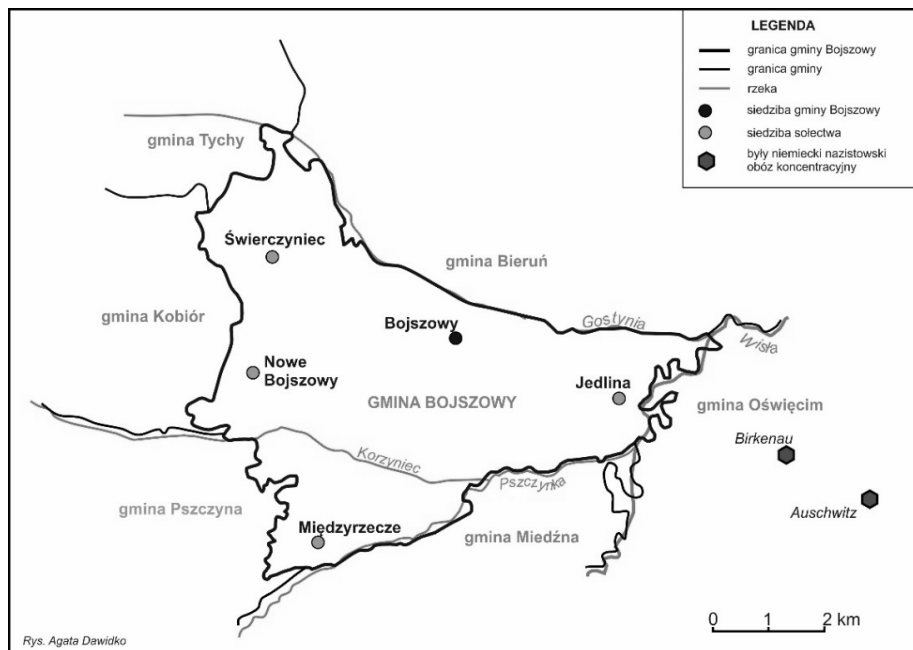 LEGENDA
granica gminy Bojszowy
granica gminy
rzeka
siedziba gminy Bojszowy
siedziba sołectwa
były niemiecki nazistowski
obóz koncentracyjny
gmina Tychy
Świerczyniec
gmina Bieruń
gmina Kobiór
Bojszowy
Gostynia
Wisła
Nowe
Bojszowy
Jedlina
GMINA BOJSZOWY
gmina Oświęcim
Birkenau
Korzyniec
Pszczynka
gmina Pszczyna
Auschwitz
Międzyrzecze
gmina Miedźna
0 1 2 km
Rys. Agata Dawidko